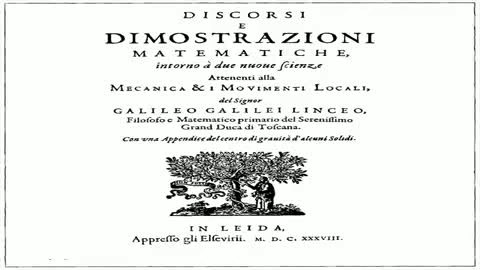 DISCORSI
E
DIMOSTRAZIONI
MATEMATICHE,
intorno à due nuoue ſcienze
Attenenti alla
MECANICA & i MOVIMENTI LOCALI,
del Signor
GALILEO GALILEI LINCEO,
Filoſofo e Matematico primario del Sereniſſimo
Grand Duca di Toſcana.
Con vna Appendice del centro di grauità d'alcuni Solidi.
IN LEIDA,
Appreſſo gli Elſevirii. M. D. C. XXXVIII.